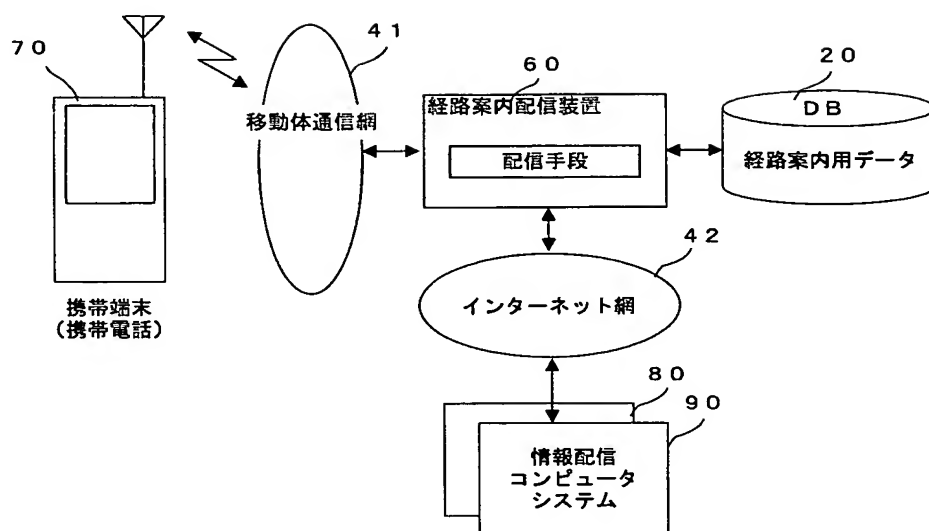 ７０
４１
６０
２０
移動体通信網
経路案内配信装置
配信手段
ＤＢ
経路案内用データ
４２
インターネット網
携帯端末
(携帯電話)
８０
９０
情報配信
コンピュータ
システム